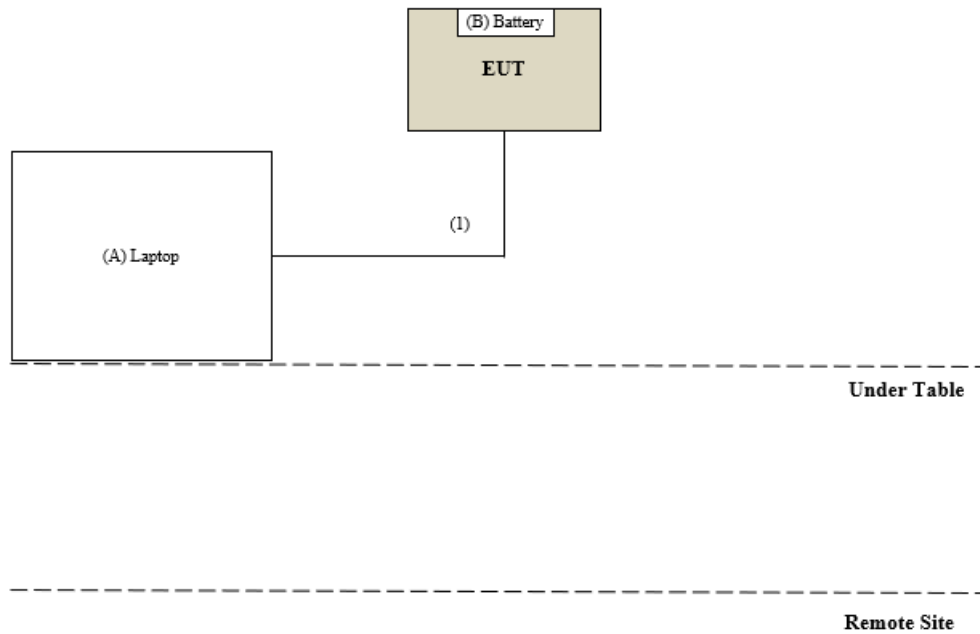 (B) Battery
EUT
(1)
(A) Laptop
Under Table
Remote Site